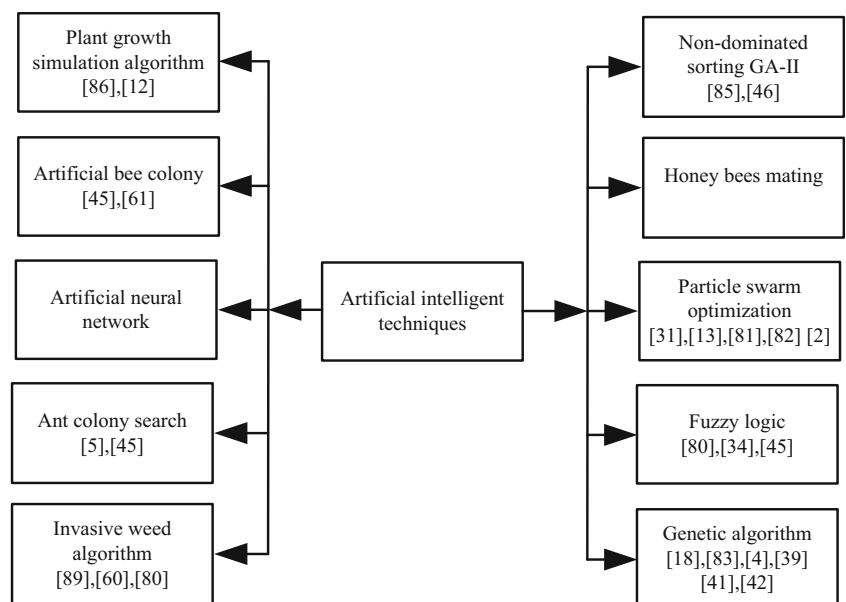 Plant growth
simulation algorithm
[86],[12]
Artificial bee colony
[45],[61]
Artificial neural
network
Ant colony search
[5],[45]
Invasive weed
algorithm
[89],[60],[80]
Artificial intelligent
techniques
Non-dominated
sorting GA-II
[85],[46]
Honey bees mating
Particle swarm
optimization
[31],[13],[81],[82] [2]
Fuzzy logic
[80],[34],[45]
Genetic algorithm
[18],[83],[4],[39]
[41],[42]